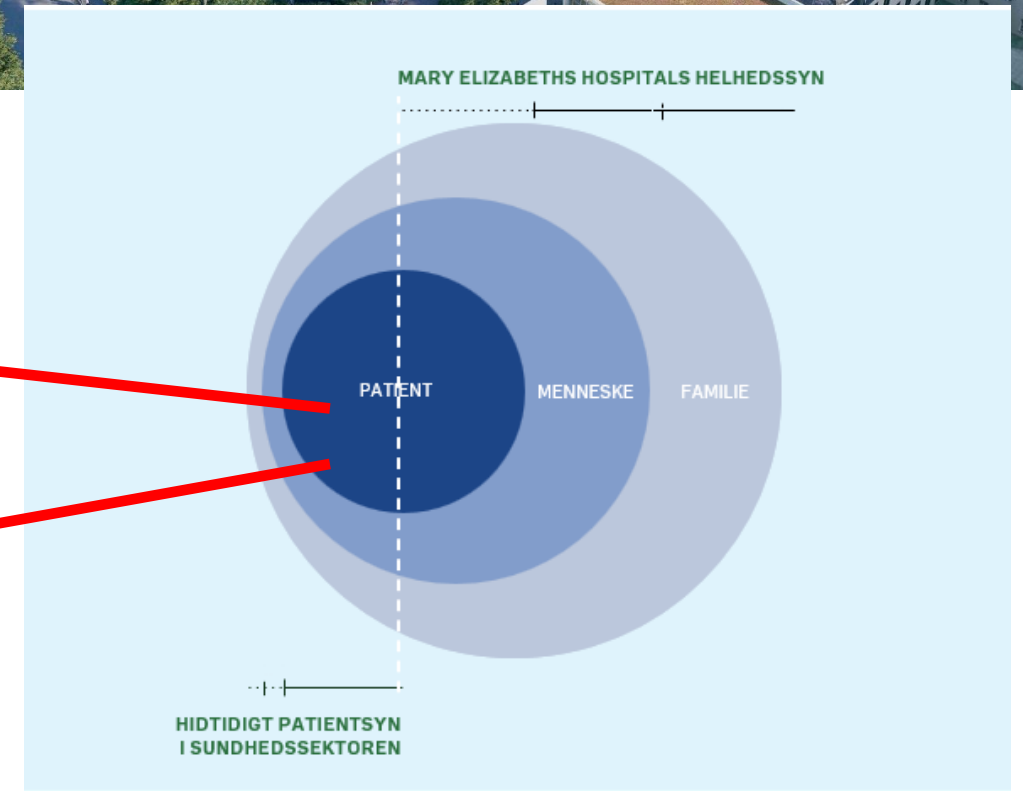 MARY ELIZABETHS HOSPITALS HELHEDSSYN
PATIENT
MENNESKE
FAMILIE
HIDTIDIGT PATIENTSYN
I SUNDHEDSSEKTOREN